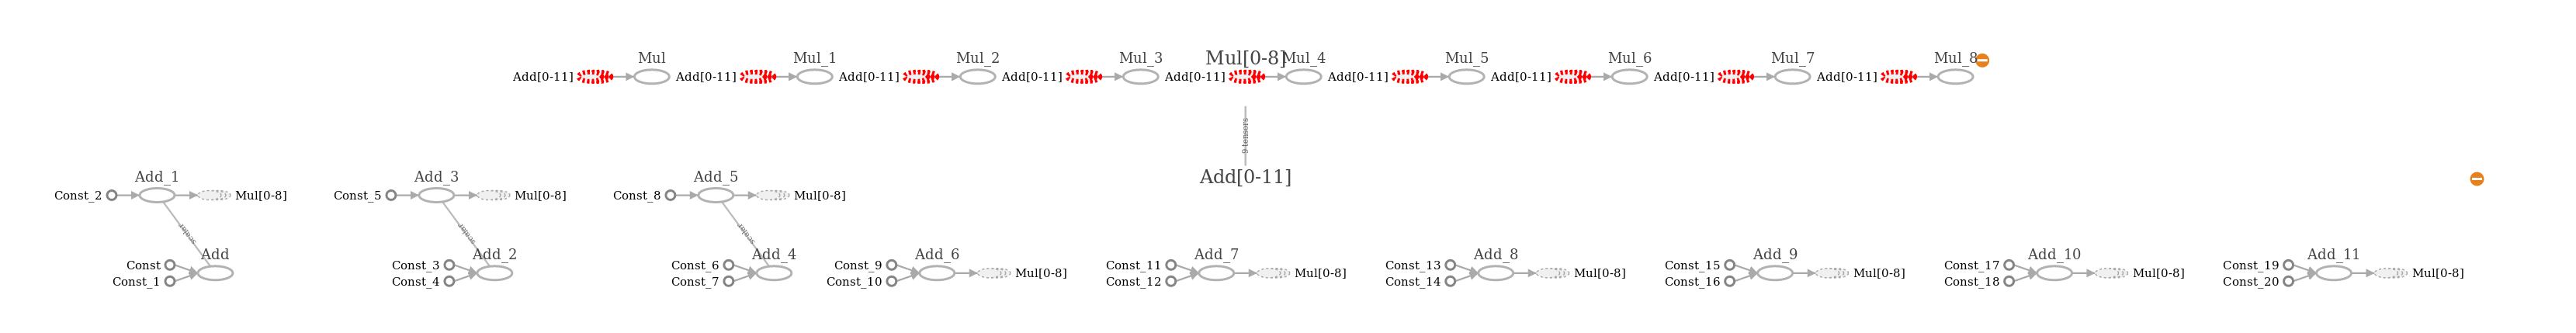 Mul[0-8]
Mul Mul_1 Mul_2 Mul_3 Mul_4 Mul_5 Mul_6 Mul_7 Mul_8
Add[0-11] Add[0-11] Add[0-11] Add[0-11] Add[0-11] Add[0-11] Add[0-11] Add[0-11] Add[0-11]
9 tensors
Add[0-11]
Add_1 Add_3 Add_5
Const_2 Mul[0-8] Const_5 Mul[0-8] Const_8 Mul[0-8]
scalar scalar scalar
Add Add_2 Add_4 Add_6 Add_7 Add_8 Add_9 Add_10 Add_11
Const Const_3 Const_6 Const_9 Const_11 Const_13 Const_15 Const_17 Const_19
Mul[0-8] Mul[0-8] Mul[0-8] Mul[0-8] Mul[0-8] Mul[0-8]
Const_1 Const_4 Const_7 Const_10 Const_12 Const_14 Const_16 Const_18 Const_20